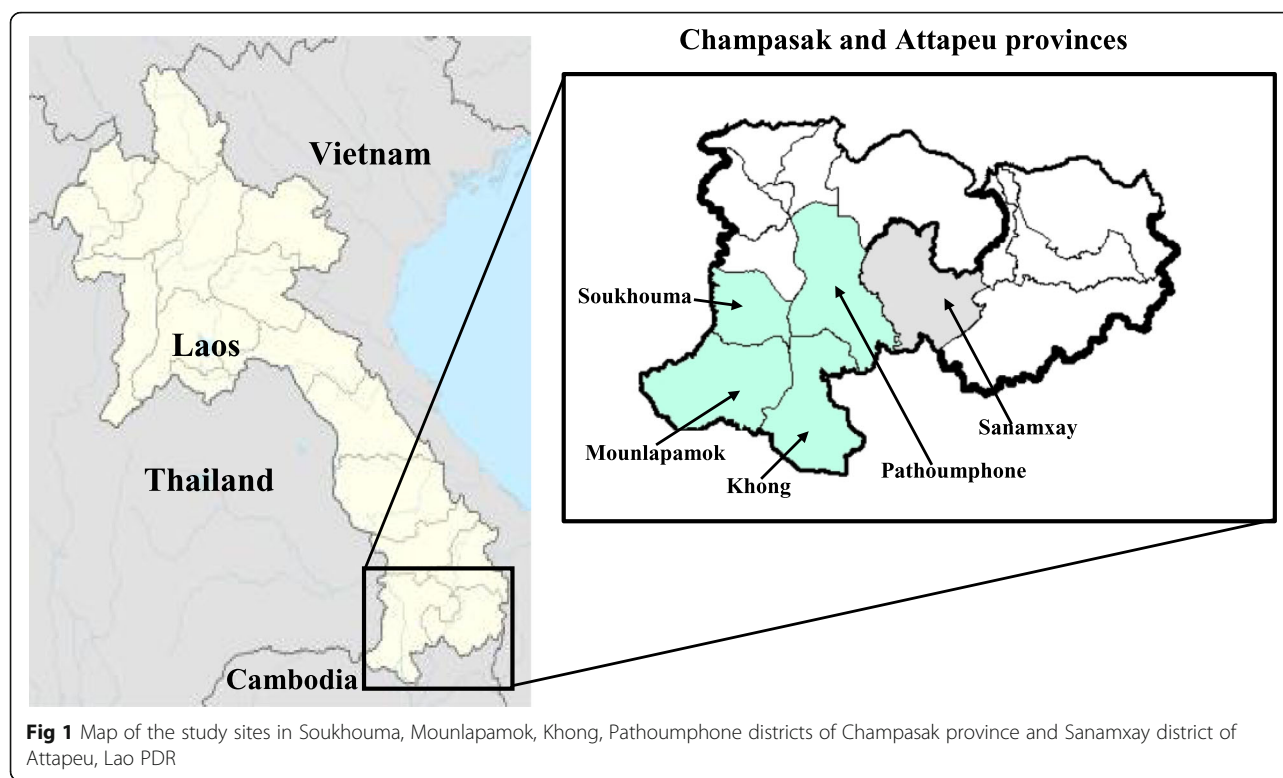 Champasak and Attapeu provinces
Vietnam
Laos
Thailand
Cambodia
Soukhouma
Mounlapamok
Khong
Pathoumphone
Sanamxay
Fig 1 Map of the study sites in Soukhouma, Mounlapamok, Khong, Pathoumphone districts of Champasak province and Sanamxay district of
Attapeu, Lao PDR